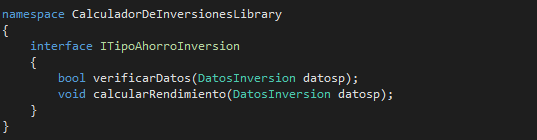 namespace CalculadorDeInversionesLibrary
{
    interface ITipoAhorroInversion
    {
        bool verificarDatos(DatosInversion datosp);
        void calcularRendimiento(DatosInversion datosp);
    }
}